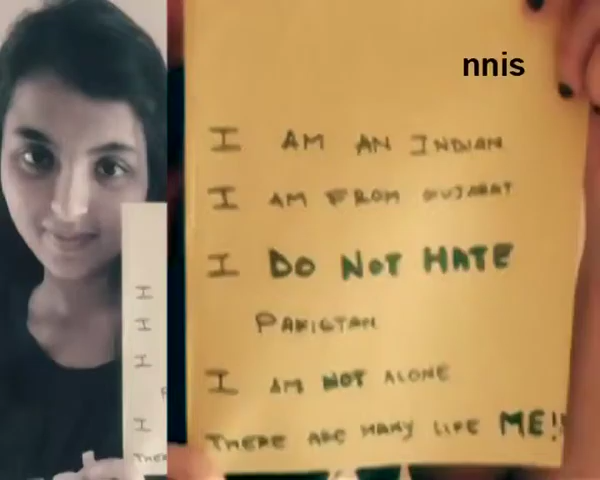 nnis
I AM AN INDIAN
I AM FROM GUJARAT
I DO NOT HATE
PAKISTAN
I AM NOT ALONE
THERE ARE MANY LIKE ME!!
I
I
I
P
I
THER